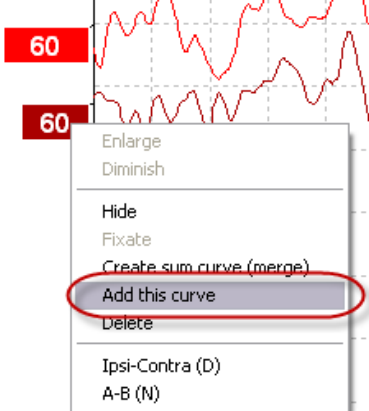 60
60
Enlarge
Diminish
Hide
Fixate
Create sum curve (merge)
Add this curve
Delete
Ipsi-Contra (D)
A-B (N)